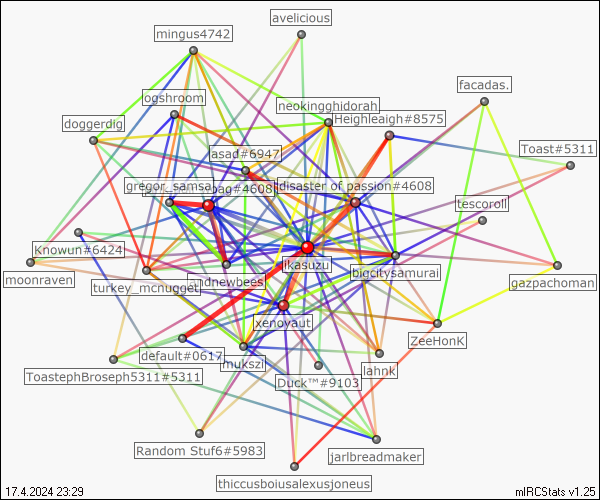 avelicious
mingus4742
facadas.
ogshroom
neokingghidorah
Heighleaigh#8575
doggerdig
asad#6947
Toast#5311
gregor_samsa
bag#4608
disaster of passion#4608
tescoroll
Knowun#6424
ikasuzu
bigcitysamurai
moonraven
turkey_mcnugget
andnewbees
gazpachoman
xenoyaut
ZeeHonK
default#0617
mukszi
lahnk
ToastephBroseph5311#5311
Duck™#9103
Random Stuf6#5983
jarlbreadmaker
thiccusboiusalexusjoneus
17.4.2024 23:29
mIRCStats v1.25